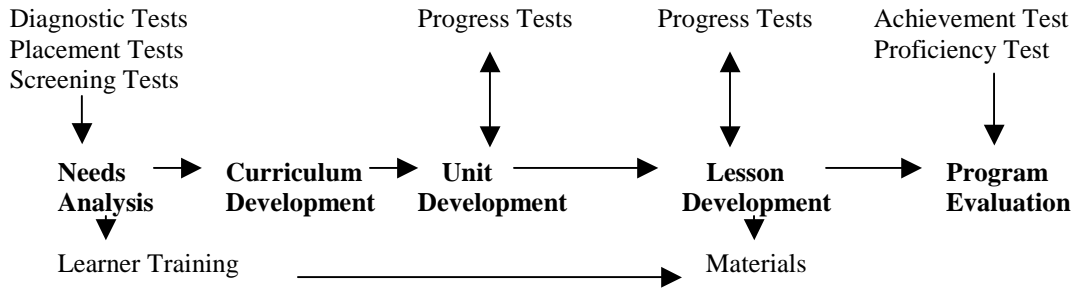 Diagnostic Tests
Placement Tests
Screening Tests
Progress Tests
Progress Tests
Achievement Test
Proficiency Test
Needs
Analysis
Curriculum
Development
Unit
Development
Lesson
Development
Program
Evaluation
Learner Training
Materials